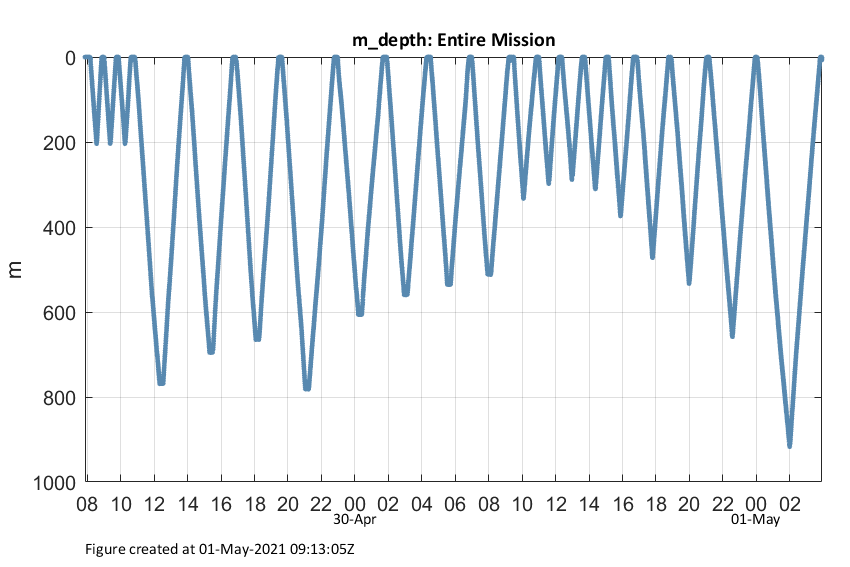 m_depth: Entire Mission
0
200
400
600
800
1000
m
08 10 12 14 16 18 20 22 00 02 04 06 08 10 12 14 16 18 20 22 00 02
30-Apr 01-May
Figure created at 01-May-2021 09:13:05Z